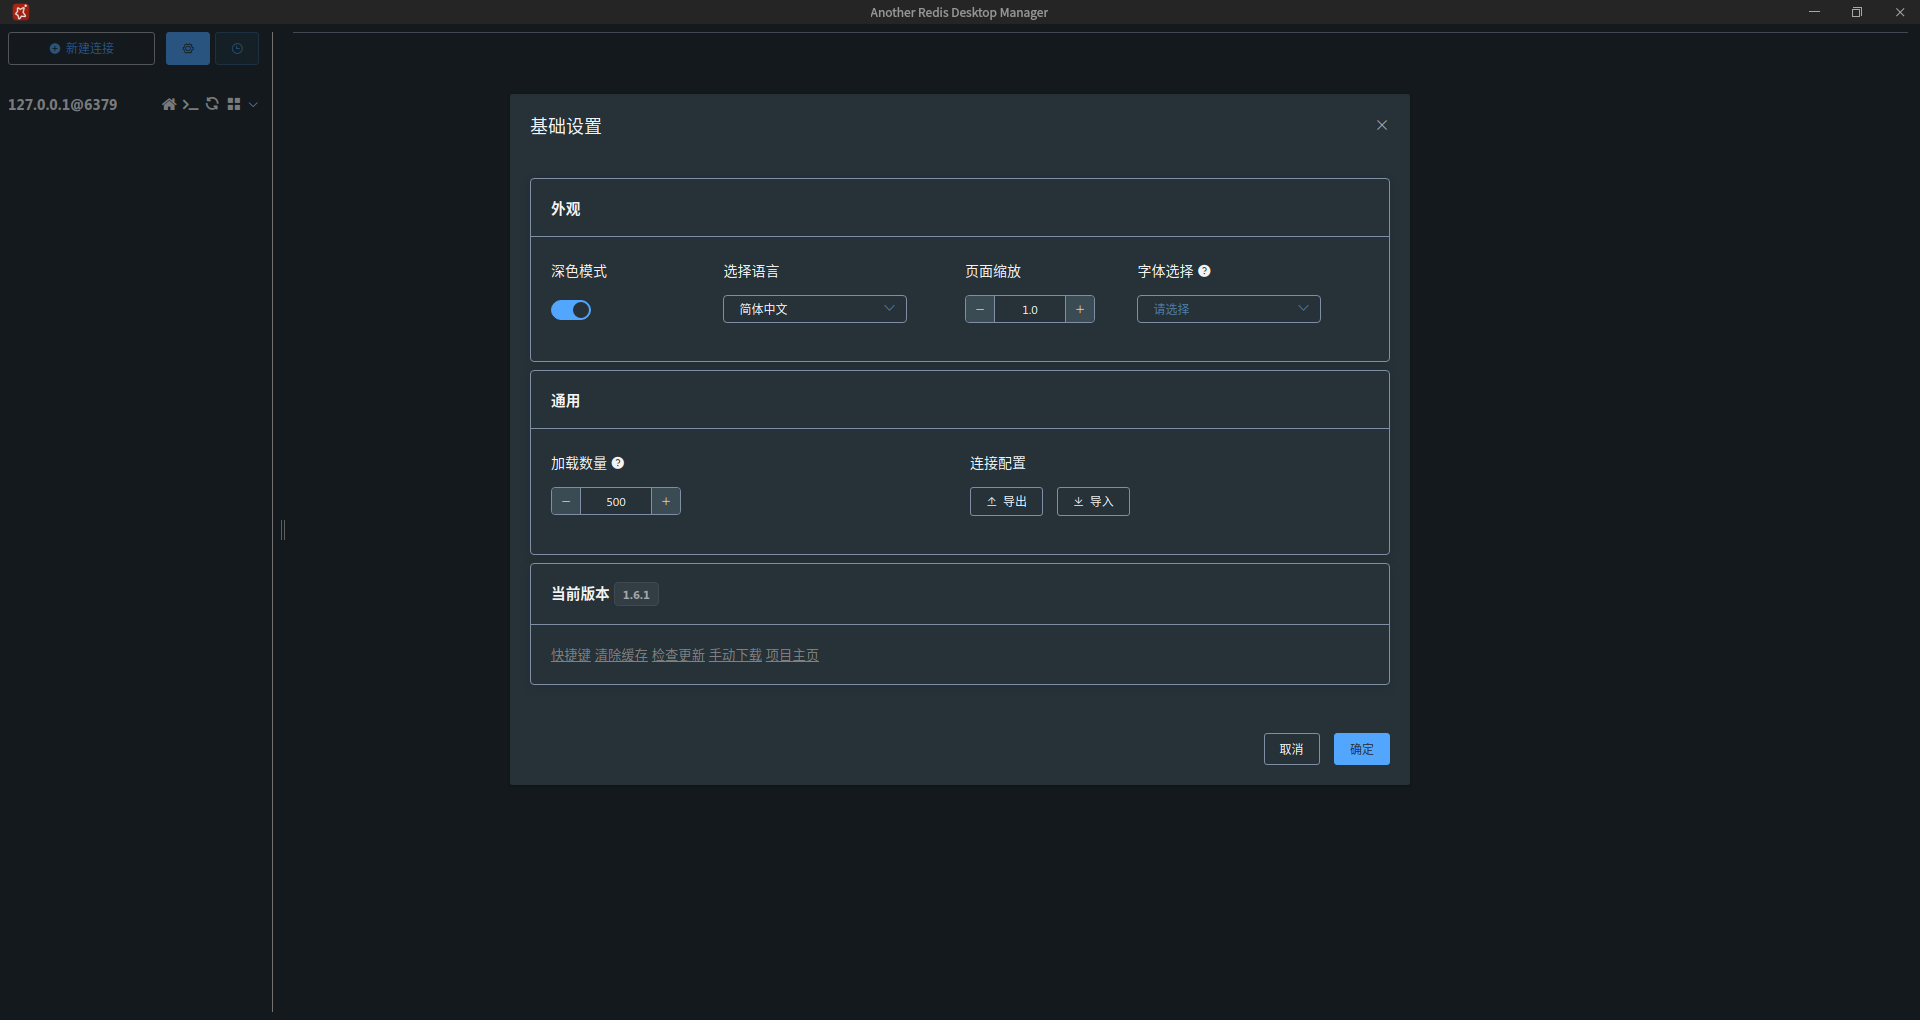 Another Redis Desktop Manager
新建连接
127.0.0.1@6379
基础设置
外观
深色模式 选择语言 页面缩放 字体选择
简体中文 1.0 请选择
通用
加载数量 连接配置
500 导出 导入
当前版本 1.6.1
快捷键 清除缓存 检查更新 手动下载 项目主页
取消 确定